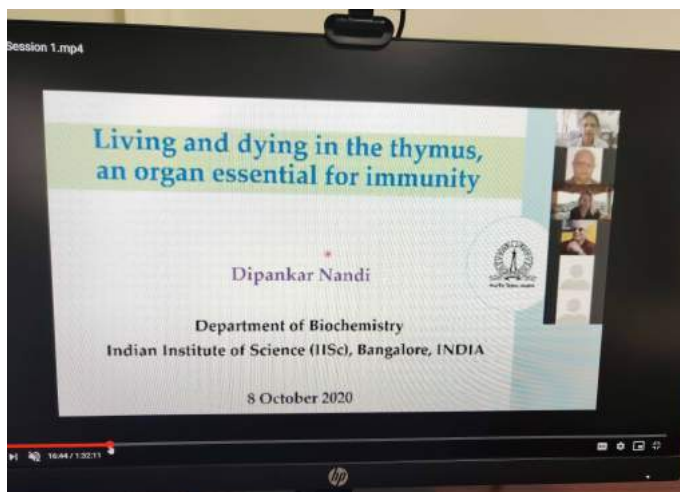 Session 1.mp4
Living and dying in the thymus,
an organ essential for immunity
Dipankar Nandi
Department of Biochemistry
Indian Institute of Science (IISc), Bangalore, INDIA
8 October 2020
16:44 / 1:32:11
hp